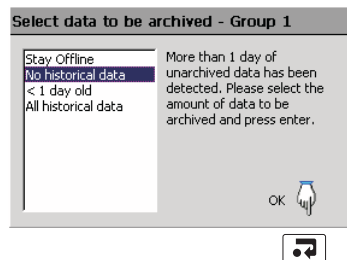 Select data to be archived - Group 1
Stay Offline
No historical data
< 1 day old
All historical data
More than 1 day of
unarchived data has been
detected. Please select the
amount of data to be
archived and press enter.
OK